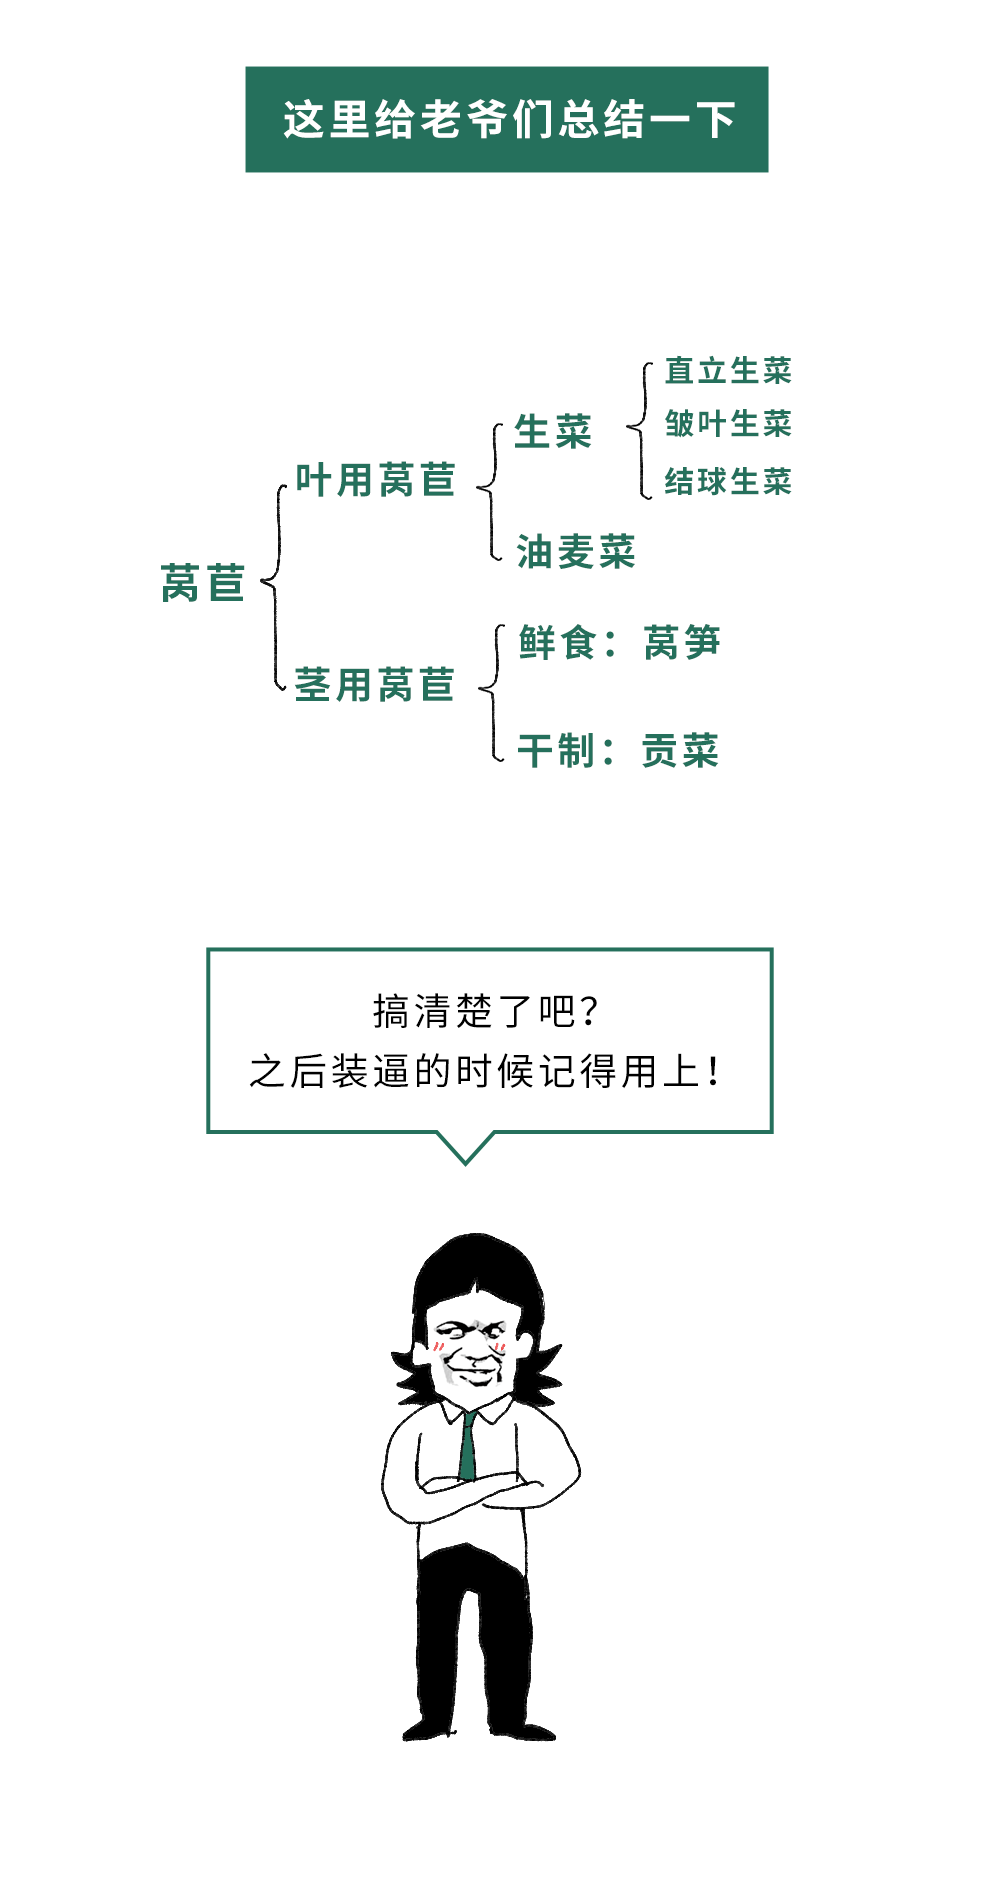 这里给老爷们总结一下
莴苣
叶用莴苣
生菜
直立生菜
皱叶生菜
结球生菜
油麦菜
茎用莴苣
鲜食：莴笋
干制：贡菜
搞清楚了吧？
之后装逼的时候记得用上！